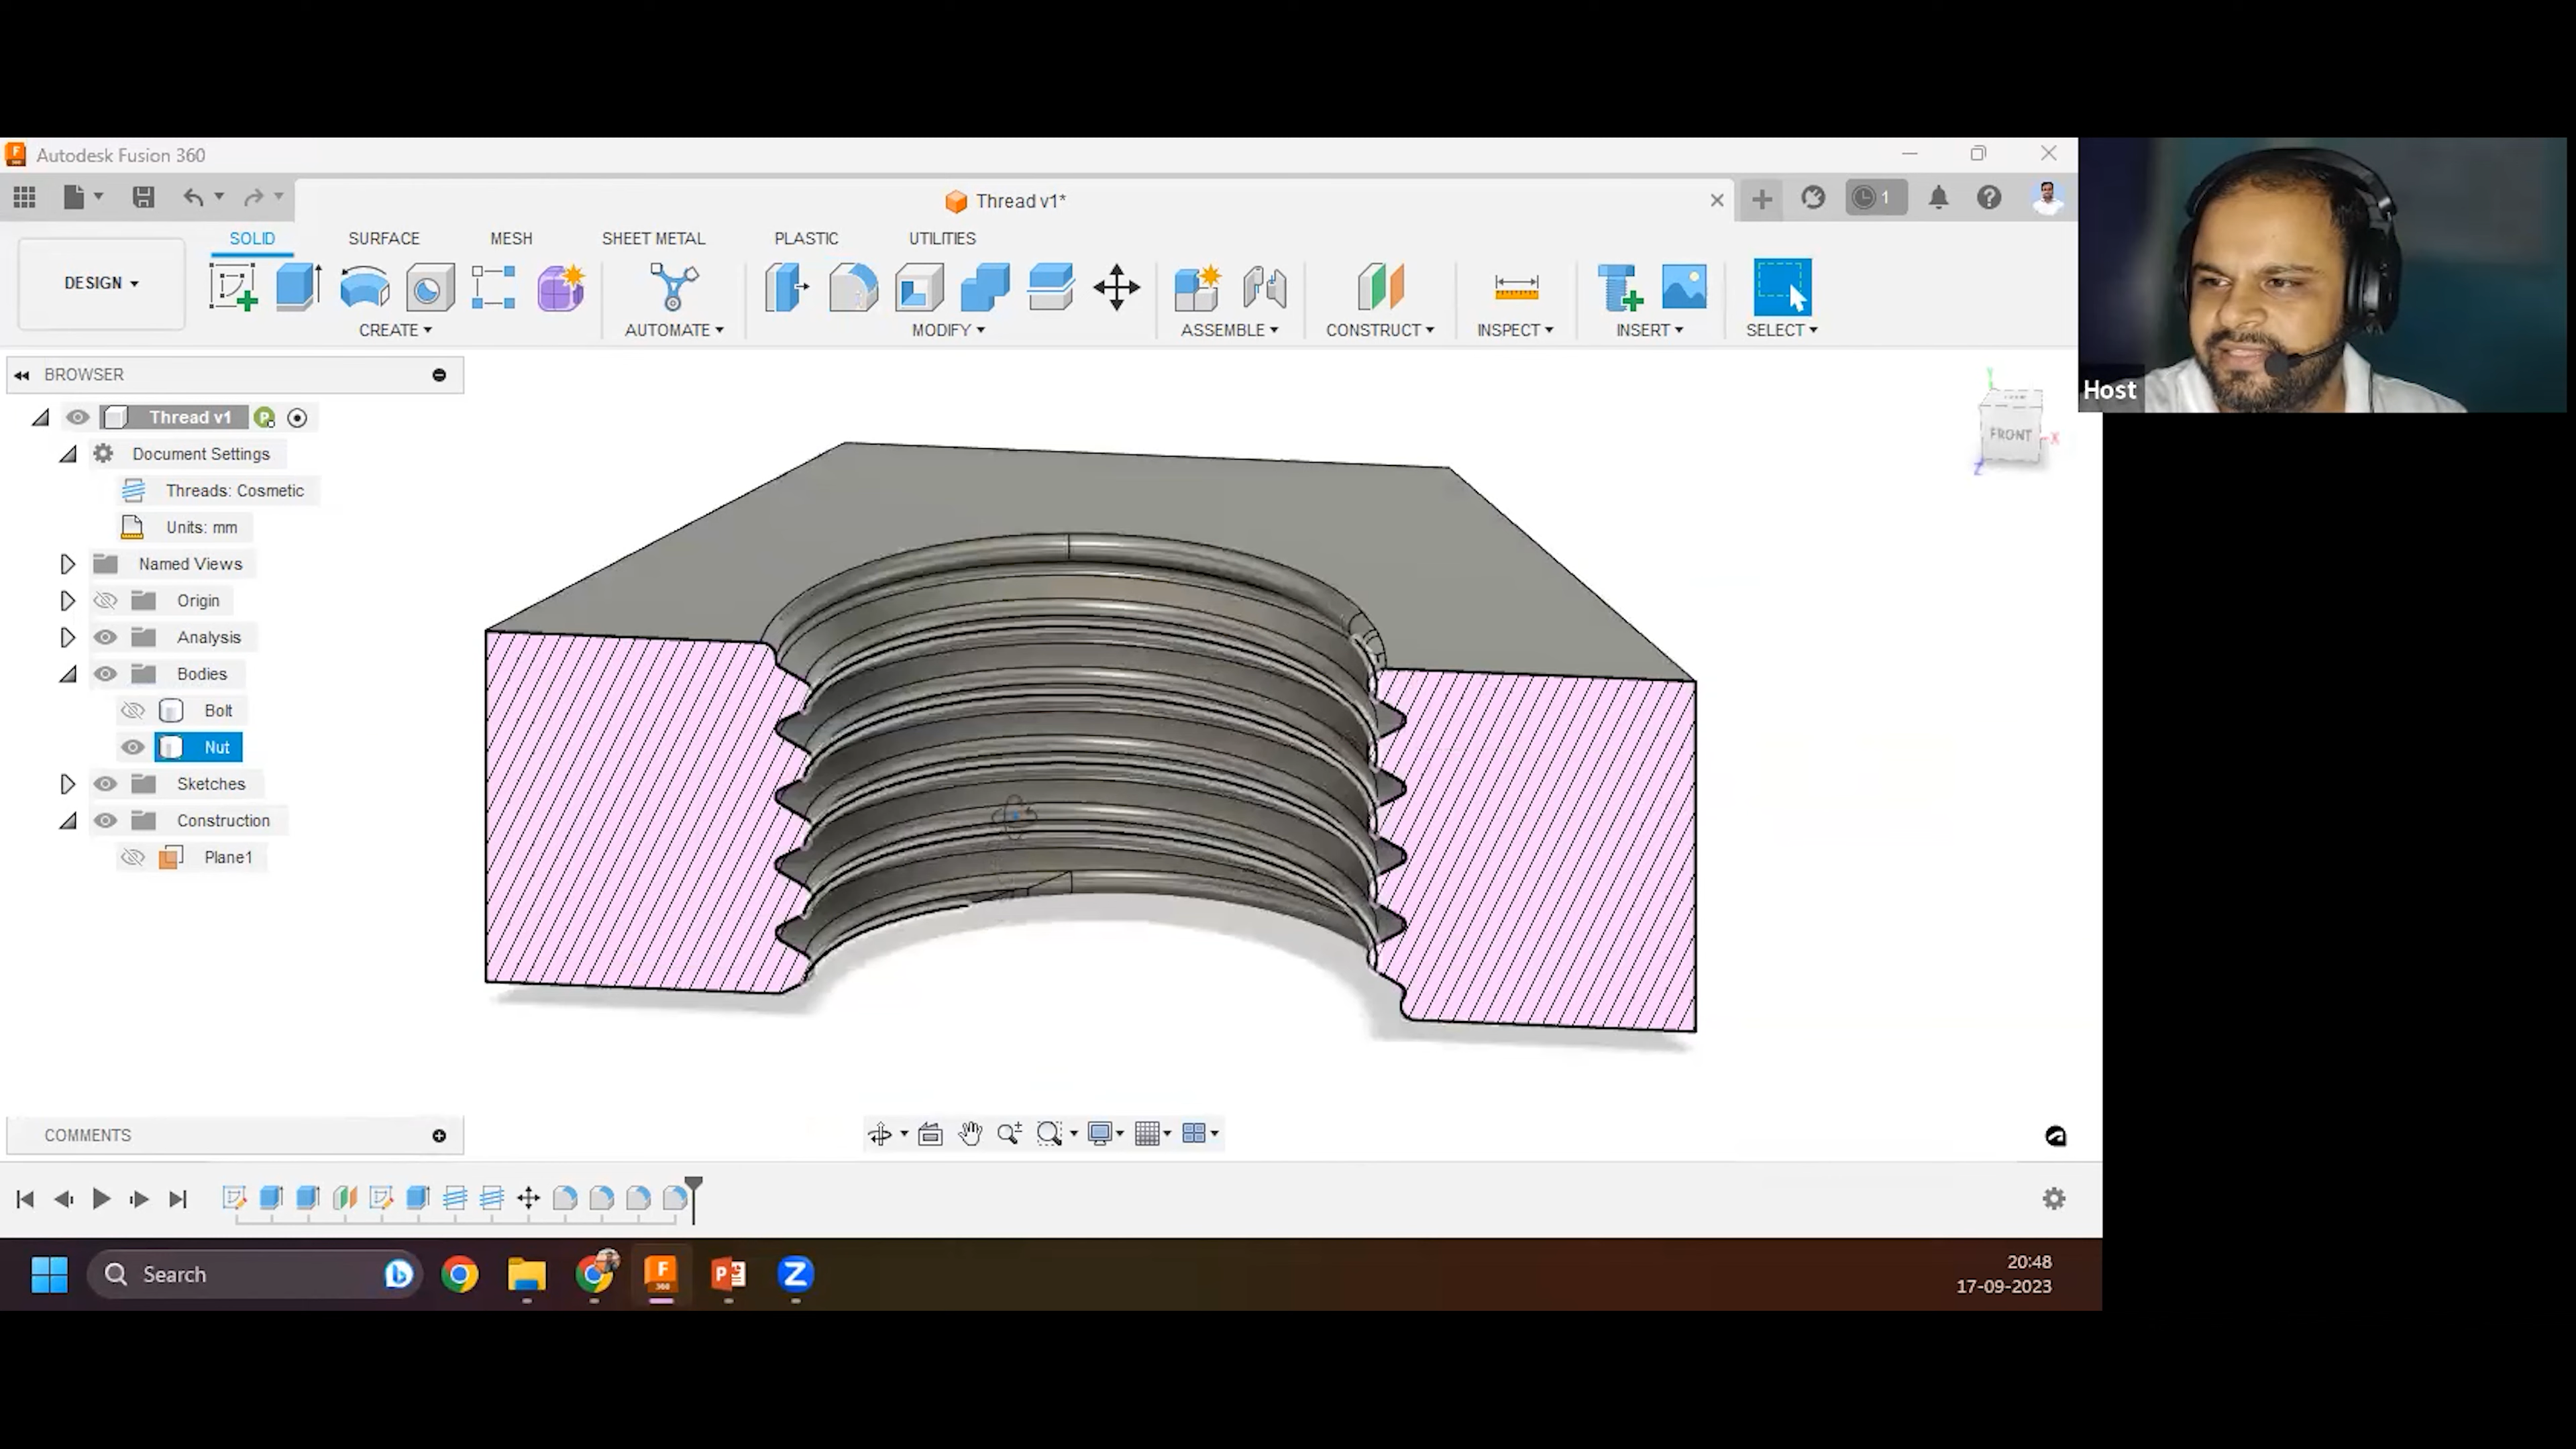 Autodesk Fusion 360
Thread v1*
1
SOLID SURFACE MESH SHEET METAL PLASTIC UTILITIES
DESIGN
CREATE AUTOMATE MODIFY ASSEMBLE CONSTRUCT INSPECT INSERT SELECT
Host
BROWSER
Thread v1
Document Settings
Threads: Cosmetic
Units: mm
Named Views
Origin
Analysis
Bodies
Bolt
Nut
Sketches
Construction
Plane1
Y
FRONT
X
Z
COMMENTS
Search
20:48
17-09-2023